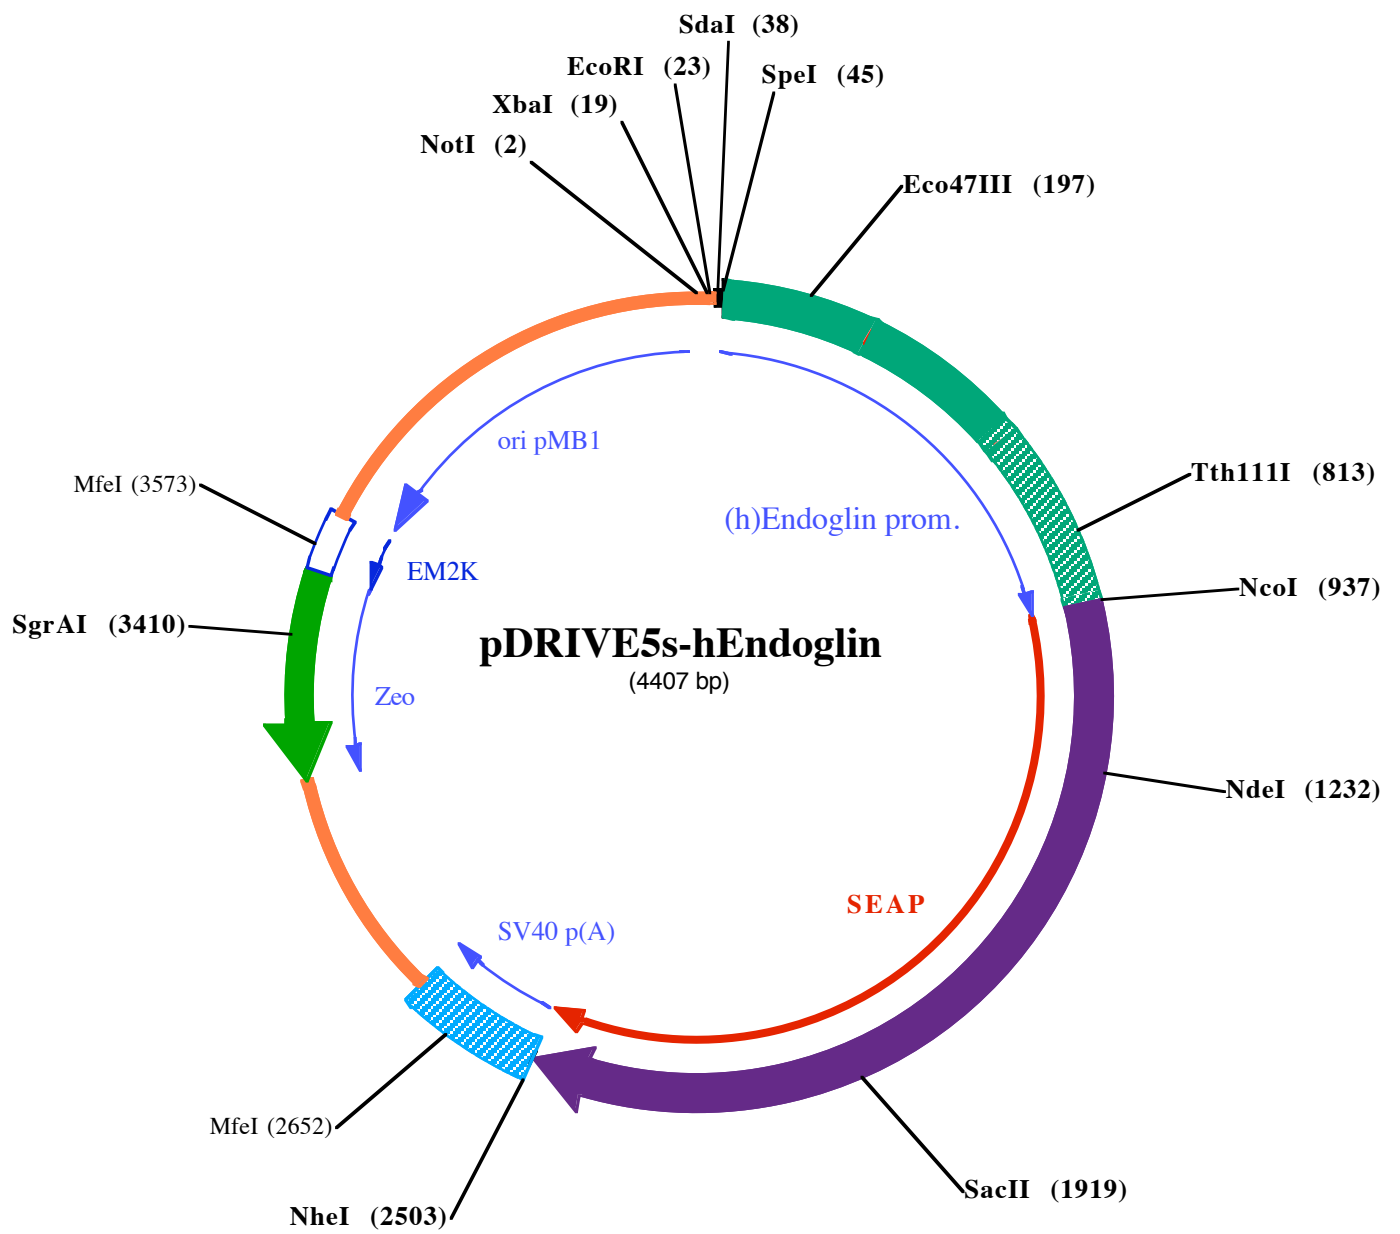 SdaI (38)
EcoRI (23)
SpeI (45)
XbaI (19)
NotI (2)
Eco47III (197)
ori pMB1
Tth111I (813)
MfeI (3573)
(h)Endoglin prom.
EM2K
NcoI (937)
SgrAI (3410)
pDRIVE5s-hEndoglin
(4407 bp)
Zeo
NdeI (1232)
SEAP
SV40 p(A)
MfeI (2652)
SacII (1919)
NheI (2503)